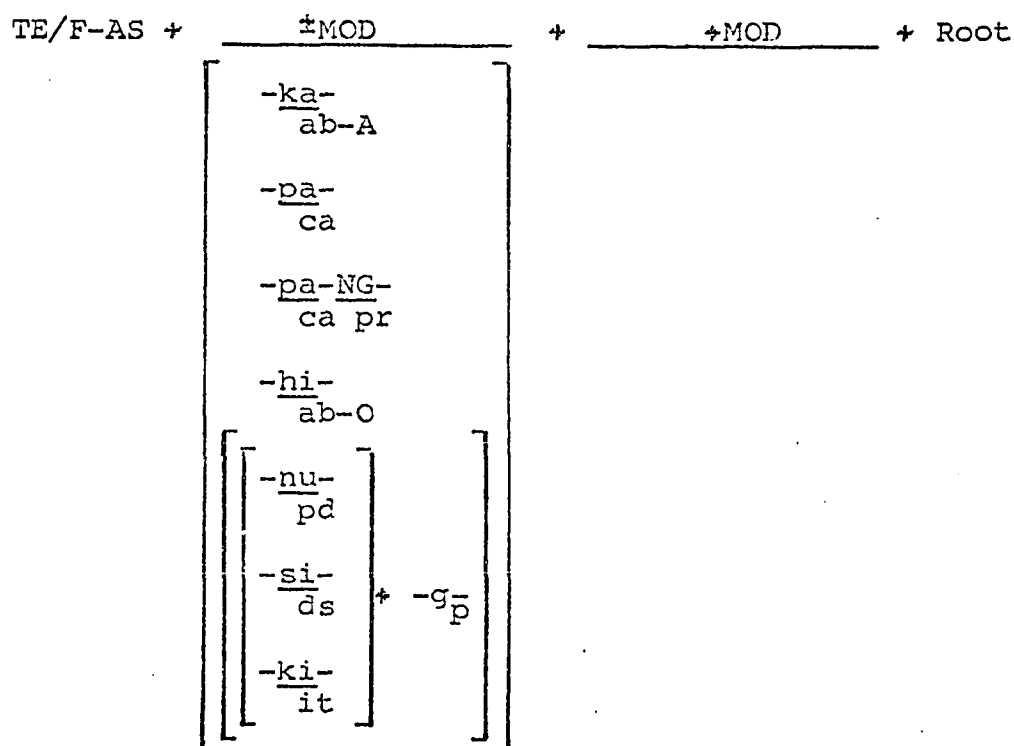 TE/F-AS + ±MOD + +MOD + Root
-ka-
ab-A
-pa-
ca
-pa-NG-
ca pr
-hi-
ab-O
-nu-
pd
-si-
ds
+ -g
p
-ki-
it